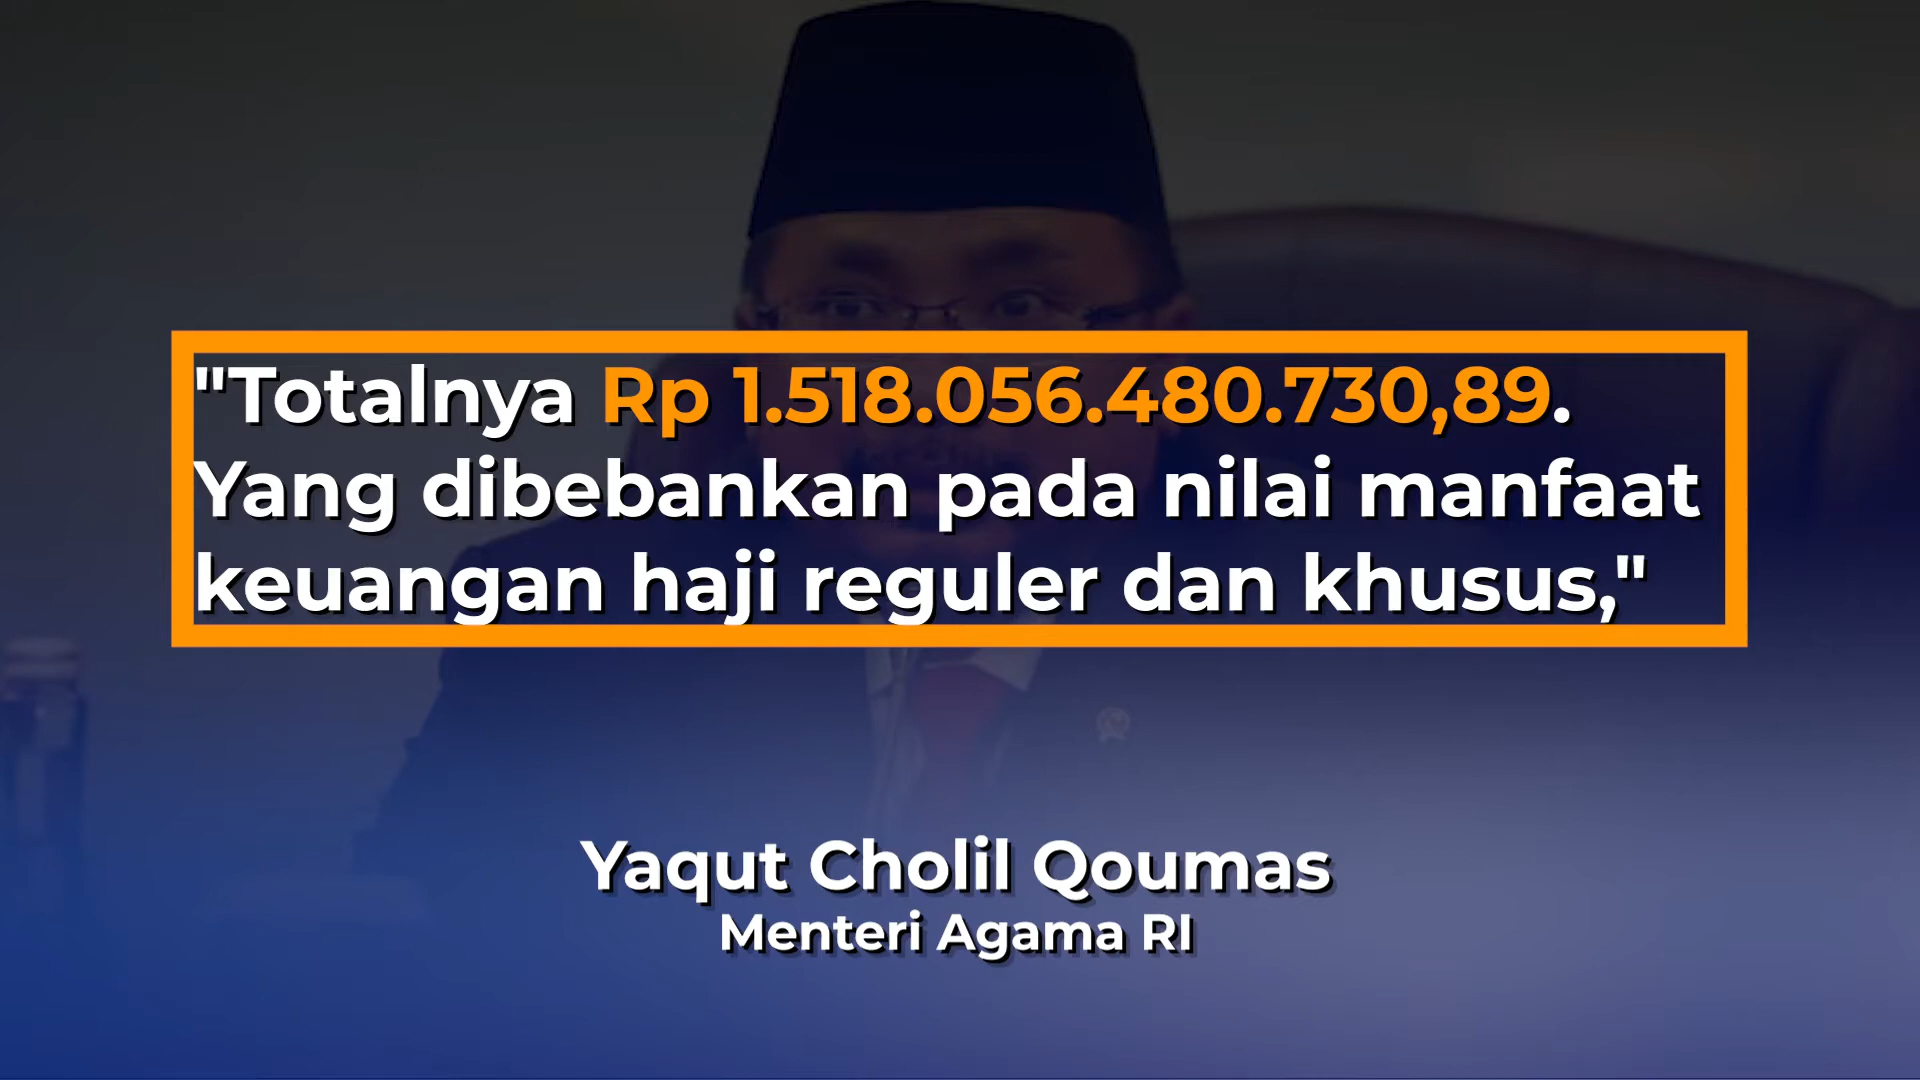 "Totalnya Rp 1.518.056.480.730,89.
Yang dibebankan pada nilai manfaat
keuangan haji reguler dan khusus,"
Yaqut Cholil Qoumas
Menteri Agama RI